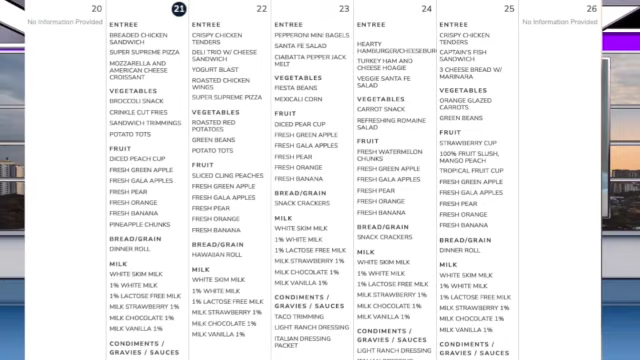 20
No Information Provided
21
ENTREE
BREADED CHICKEN
SANDWICH
SUPER SUPREME PIZZA
MOZZARELLA AND
AMERICAN CHEESE
CROISSANT
VEGETABLES
BROCCOLI SNACK
CRINKLE CUT FRIES
SANDWICH TRIMMINGS
POTATO TOTS
FRUIT
DICED PEACH CUP
FRESH GREEN APPLE
FRESH GALA APPLES
FRESH PEAR
FRESH ORANGE
FRESH BANANA
PINEAPPLE CHUNKS
BREAD/GRAIN
DINNER ROLL
MILK
WHITE SKIM MILK
1% WHITE MILK
1% LACTOSE FREE MILK
MILK STRAWBERRY 1%
MILK CHOCOLATE 1%
MILK VANILLA 1%
CONDIMENTS /
GRAVIES / SAUCES
22
ENTREE
CRISPY CHICKEN
TENDERS
DELI TRIO W/ CHEESE
SANDWICH
YOGURT BLAST
ROASTED CHICKEN
WINGS
SUPER SUPREME PIZZA
VEGETABLES
ROASTED RED
POTATOES
GREEN BEANS
POTATO TOTS
FRUIT
SLICED CLING PEACHES
FRESH GREEN APPLE
FRESH GALA APPLES
FRESH PEAR
FRESH ORANGE
FRESH BANANA
BREAD/GRAIN
HAWAIIAN ROLL
MILK
WHITE SKIM MILK
1% WHITE MILK
1% LACTOSE FREE MILK
MILK STRAWBERRY 1%
MILK CHOCOLATE 1%
MILK VANILLA 1%
23
ENTREE
PEPPERONI MINI BAGELS
SANTA FE SALAD
CIABATTA PEPPER JACK
MELT
VEGETABLES
FIESTA BEANS
MEXICALI CORN
FRUIT
DICED PEAR CUP
FRESH GREEN APPLE
FRESH GALA APPLES
FRESH PEAR
FRESH ORANGE
FRESH BANANA
BREAD/GRAIN
SNACK CRACKERS
MILK
WHITE SKIM MILK
1% WHITE MILK
1% LACTOSE FREE MILK
MILK STRAWBERRY 1%
MILK CHOCOLATE 1%
MILK VANILLA 1%
CONDIMENTS /
GRAVIES / SAUCES
TACO TRIMMING
LIGHT RANCH DRESSING
ITALIAN DRESSING
PACKET
24
ENTREE
HEARTY
HAMBURGER/CHEESEBUR
TURKEY HAM AND
CHEESE HOAGIE
VEGGIE SANTA FE
SALAD
VEGETABLES
CARROT SNACK
REFRESHING ROMAINE
SALAD
FRUIT
FRESH WATERMELON
CHUNKS
FRESH GREEN APPLE
FRESH GALA APPLES
FRESH PEAR
FRESH ORANGE
FRESH BANANA
BREAD/GRAIN
SNACK CRACKERS
MILK
WHITE SKIM MILK
1% WHITE MILK
1% LACTOSE FREE MILK
MILK STRAWBERRY 1%
MILK CHOCOLATE 1%
MILK VANILLA 1%
CONDIMENTS /
GRAVIES / SAUCES
LIGHT RANCH DRESSING
25
ENTREE
CRISPY CHICKEN
TENDERS
CAPTAIN'S FISH
SANDWICH
3 CHEESE BREAD W/
MARINARA
VEGETABLES
ORANGE GLAZED
CARROTS
GREEN BEANS
FRUIT
STRAWBERRY CUP
100% FRUIT SLUSH,
MANGO PEACH
TROPICAL FRUIT CUP
FRESH GREEN APPLE
FRESH GALA APPLES
FRESH PEAR
FRESH ORANGE
FRESH BANANA
BREAD/GRAIN
DINNER ROLL
MILK
WHITE SKIM MILK
1% WHITE MILK
1% LACTOSE FREE MILK
MILK STRAWBERRY 1%
MILK CHOCOLATE 1%
MILK VANILLA 1%
CONDIMENTS /
GRAVIES / SAUCES
26
No Information Provided